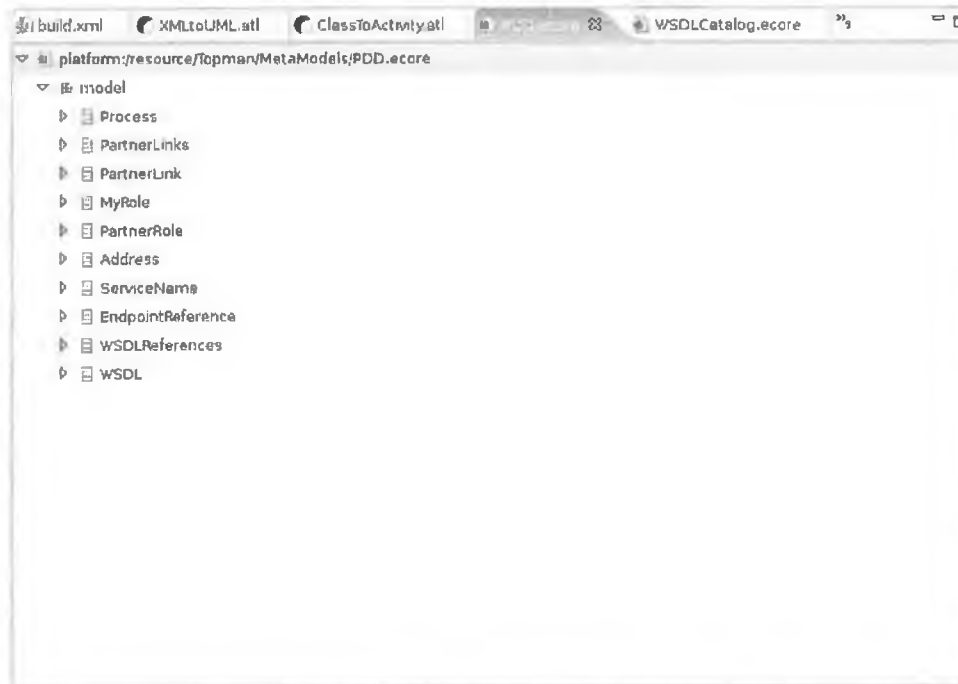 build.xml XMLtoUML.atl ClassToActivity.atl WSDLCatalog.ecore
platform:/resource/Topman/MetaModels/PDD.ecore
model
Process
PartnerLinks
PartnerLink
MyRole
PartnerRole
Address
ServiceName
EndpointReference
WSDLReferences
WSDL